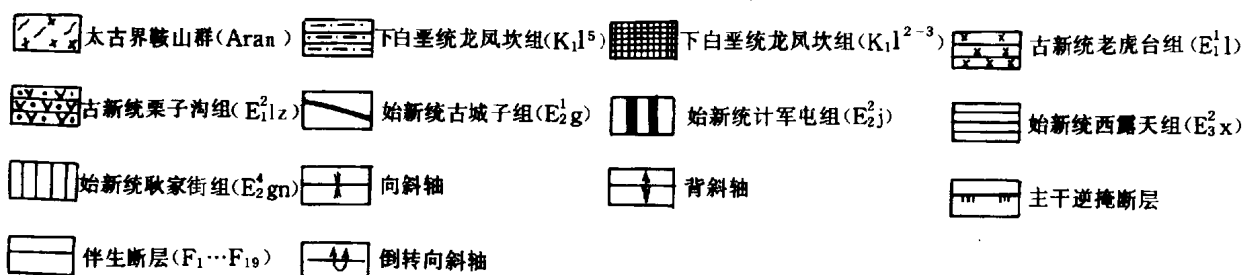 太古界鞍山群(Aran) 下白垩统龙凤坎组(K₁l⁵) 下白垩统龙凤坎组(K₁l²⁻³) 古新统老虎台组(E₁¹l)
古新统栗子沟组(E₁²lz) 始新统古城子组(E₂¹g) 始新统计军屯组(E₂²j) 始新统西露天组(E₃²x)
始新统耿家街组(E₂⁴gn) 向斜轴 背斜轴 主干逆掩断层
伴生断层(F₁…F₁₉) 倒转向斜轴